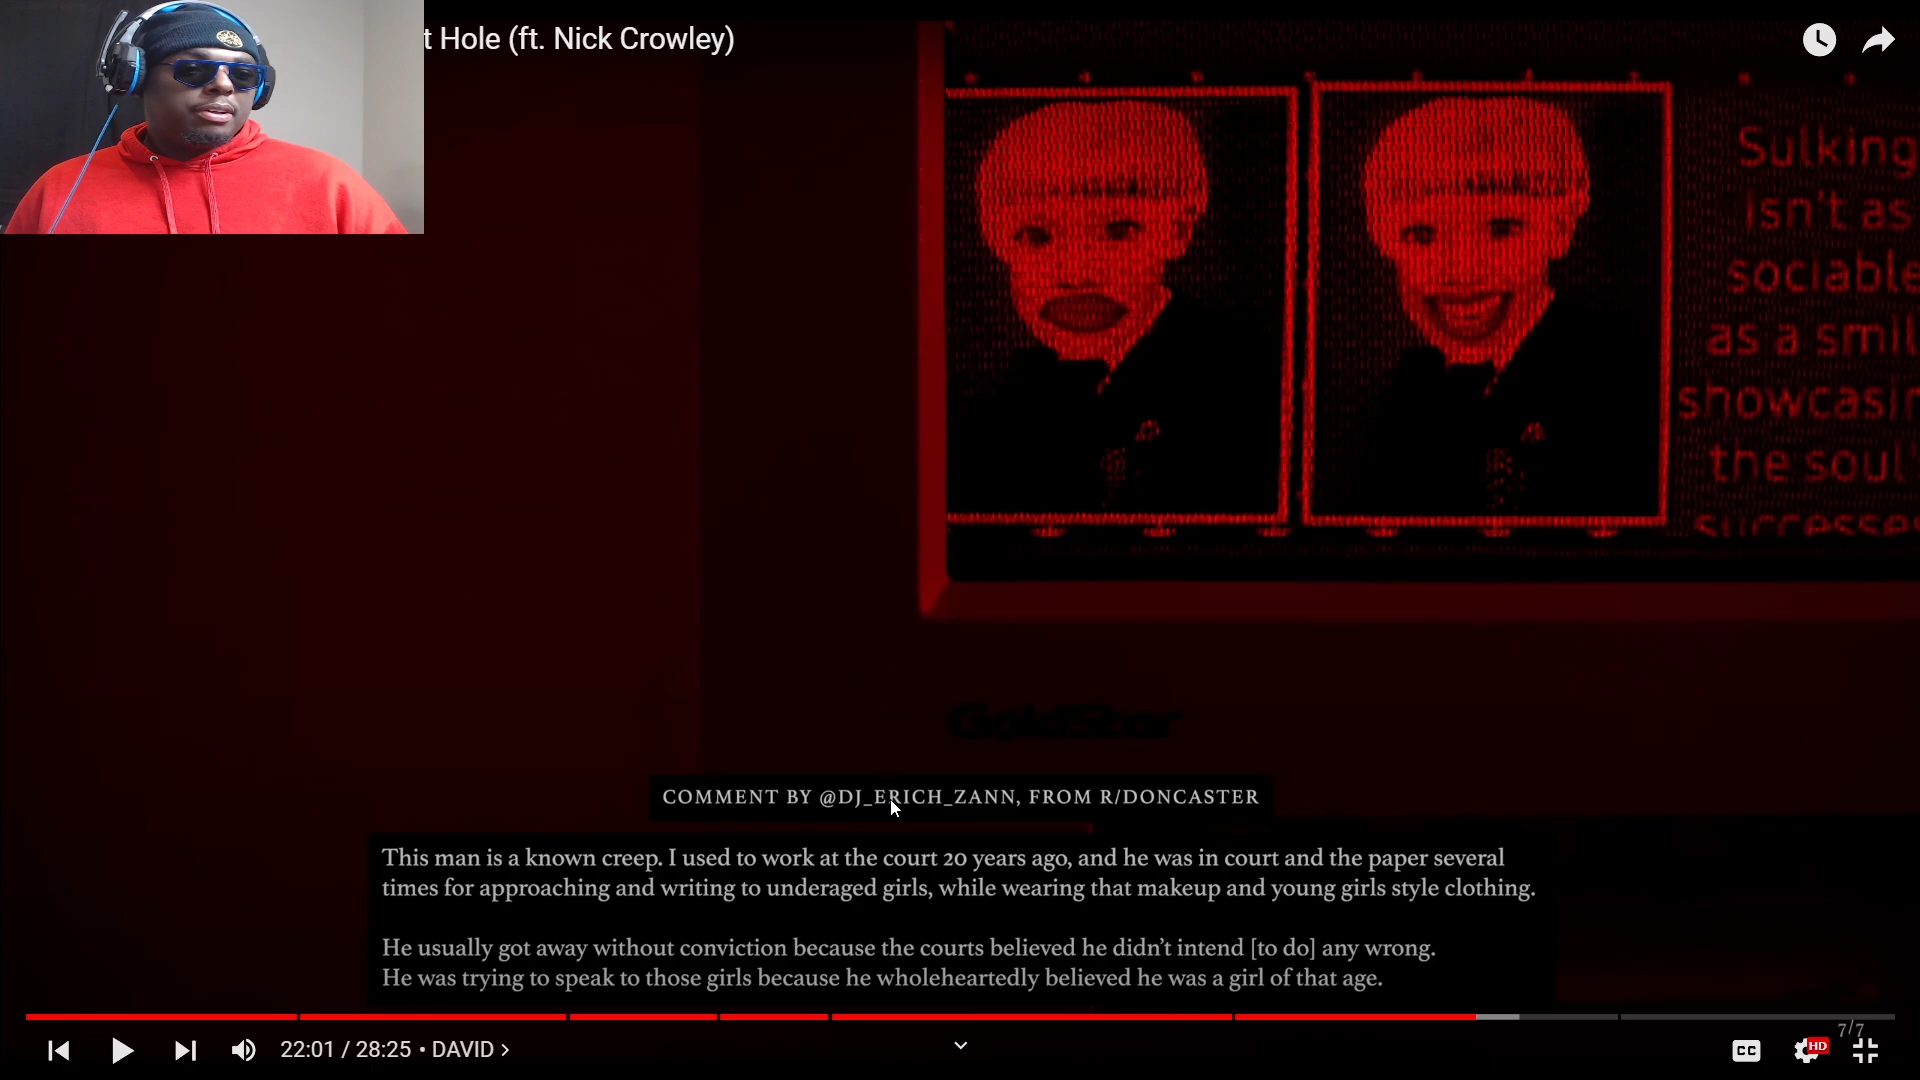 t Hole (ft. Nick Crowley)
Sulking
isn't as
sociable
as a smil
showcasin
the soul'
successes
GoldStar
COMMENT BY @DJ_ERICH_ZANN, FROM R/DONCASTER
This man is a known creep. I used to work at the court 20 years ago, and he was in court and the paper several
times for approaching and writing to underaged girls, while wearing that makeup and young girls style clothing.
He usually got away without conviction because the courts believed he didn't intend [to do] any wrong.
He was trying to speak to those girls because he wholeheartedly believed he was a girl of that age.
7/7
22:01 / 28:25 • DAVID >
CC
HD